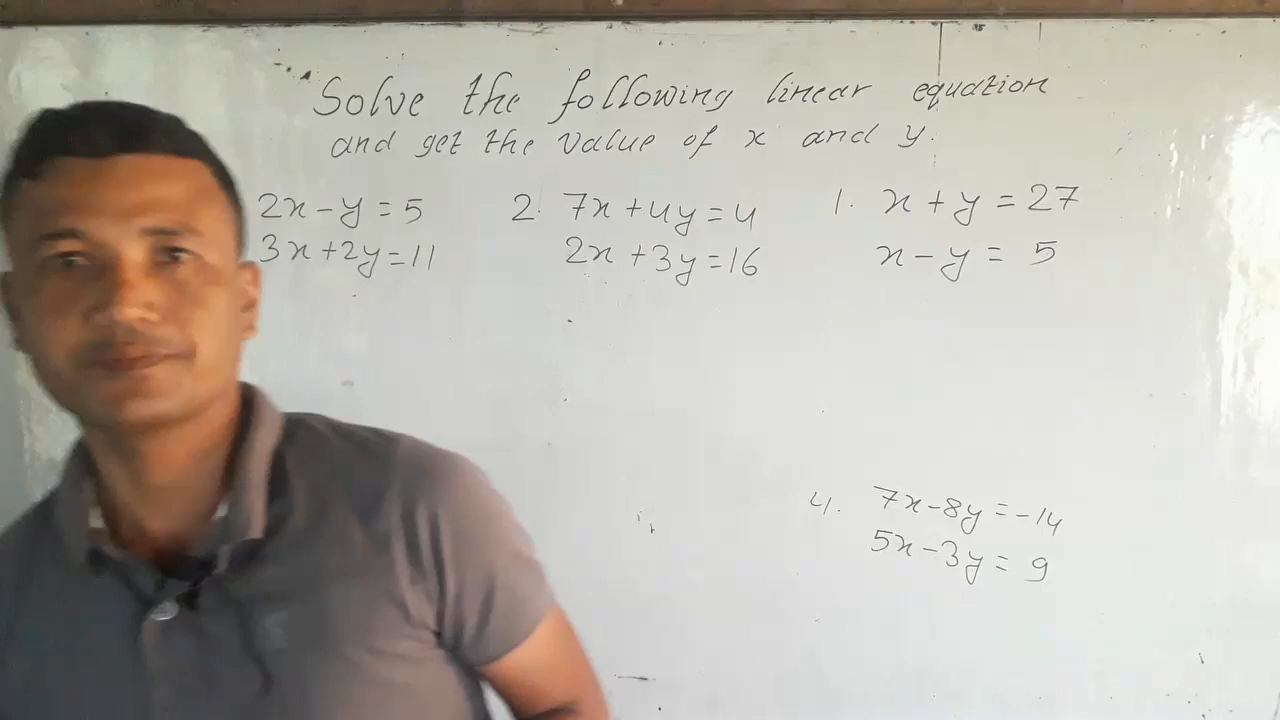 Solve the following linear equation
and get the value of x and y.
2x - y = 5
3x + 2y = 11
2. 7x + 4y = 4
2x + 3y = 16
1. x + y = 27
x - y = 5
4. 7x - 8y = -14
5x - 3y = 9